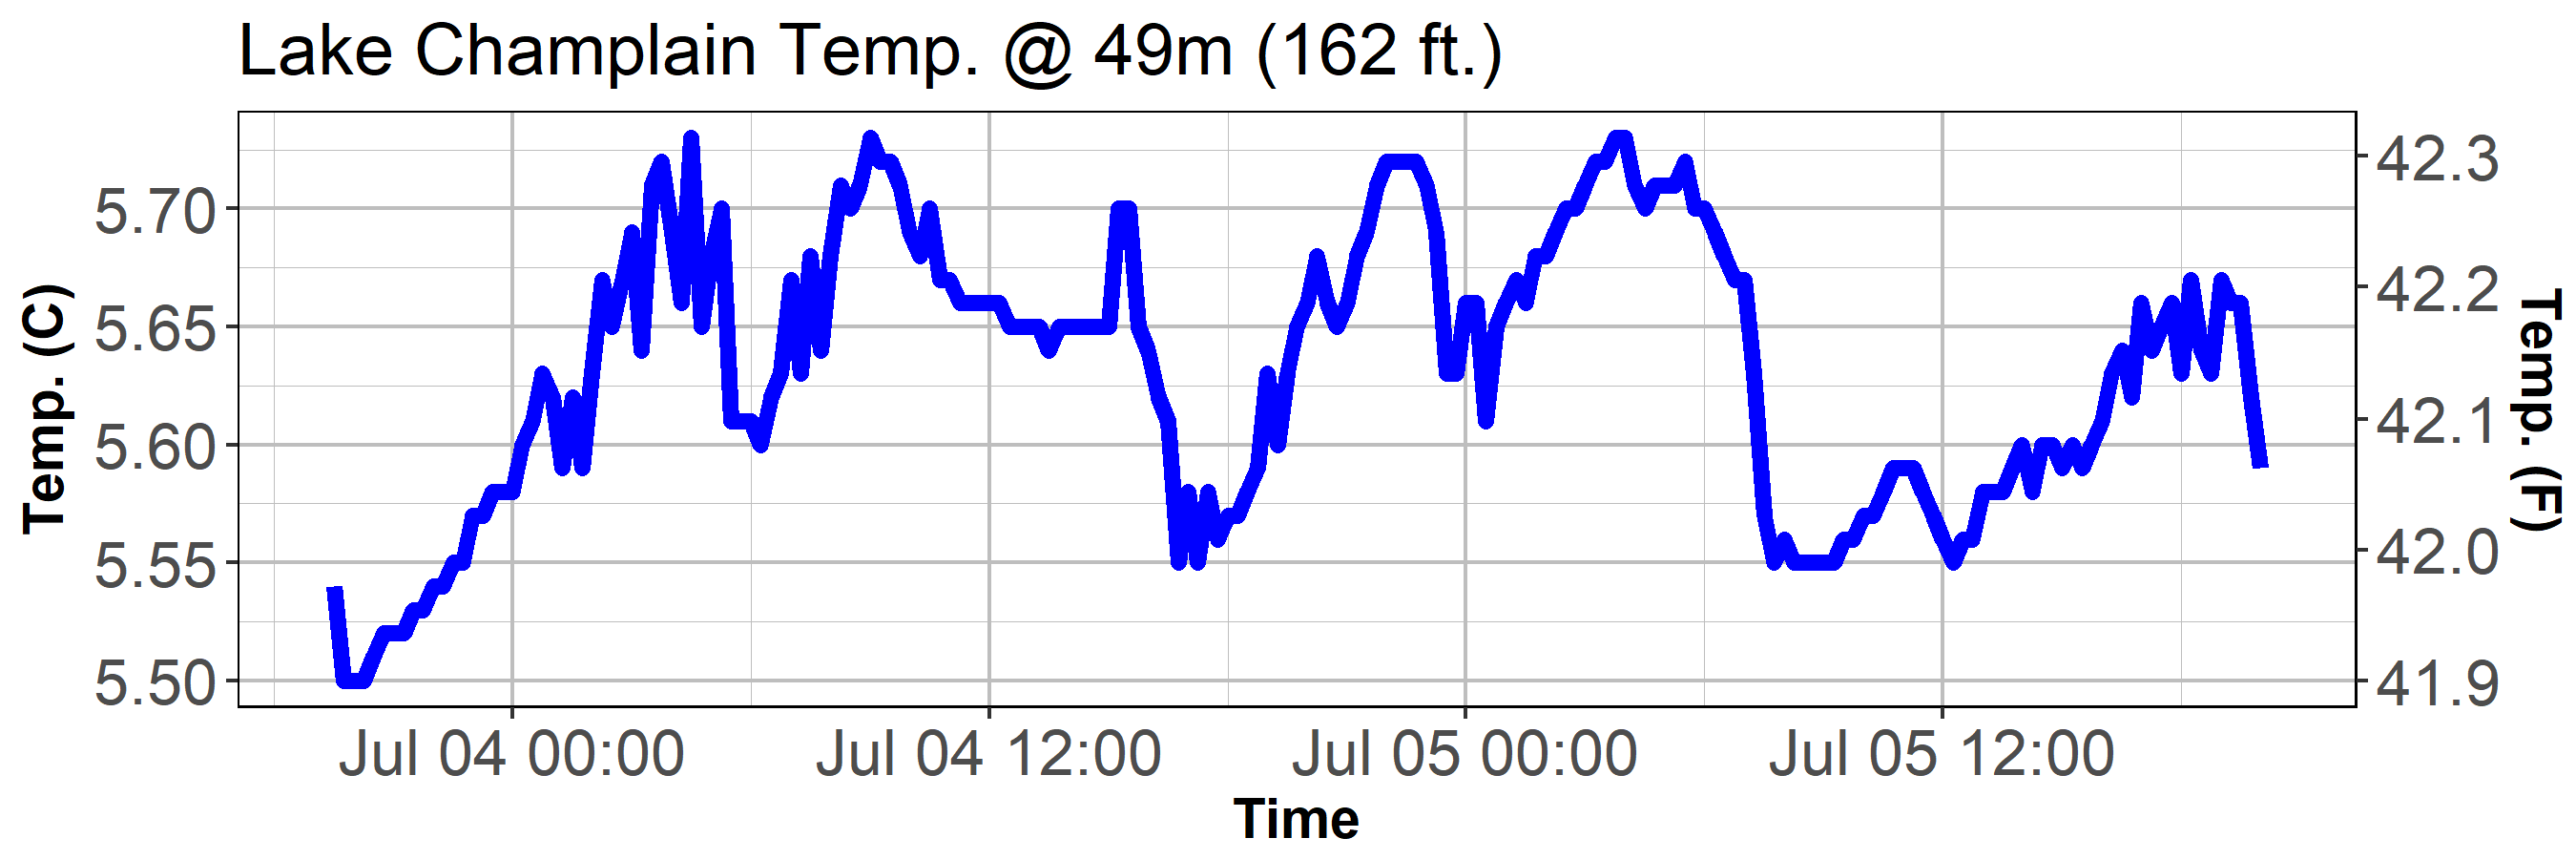 Lake Champlain Temp. @ 49m (162 ft.)
Temp. (C)
5.70
5.65
5.60
5.55
5.50
42.3
42.2
42.1
42.0
41.9
Temp. (F)
Jul 04 00:00
Jul 04 12:00
Jul 05 00:00
Jul 05 12:00
Time